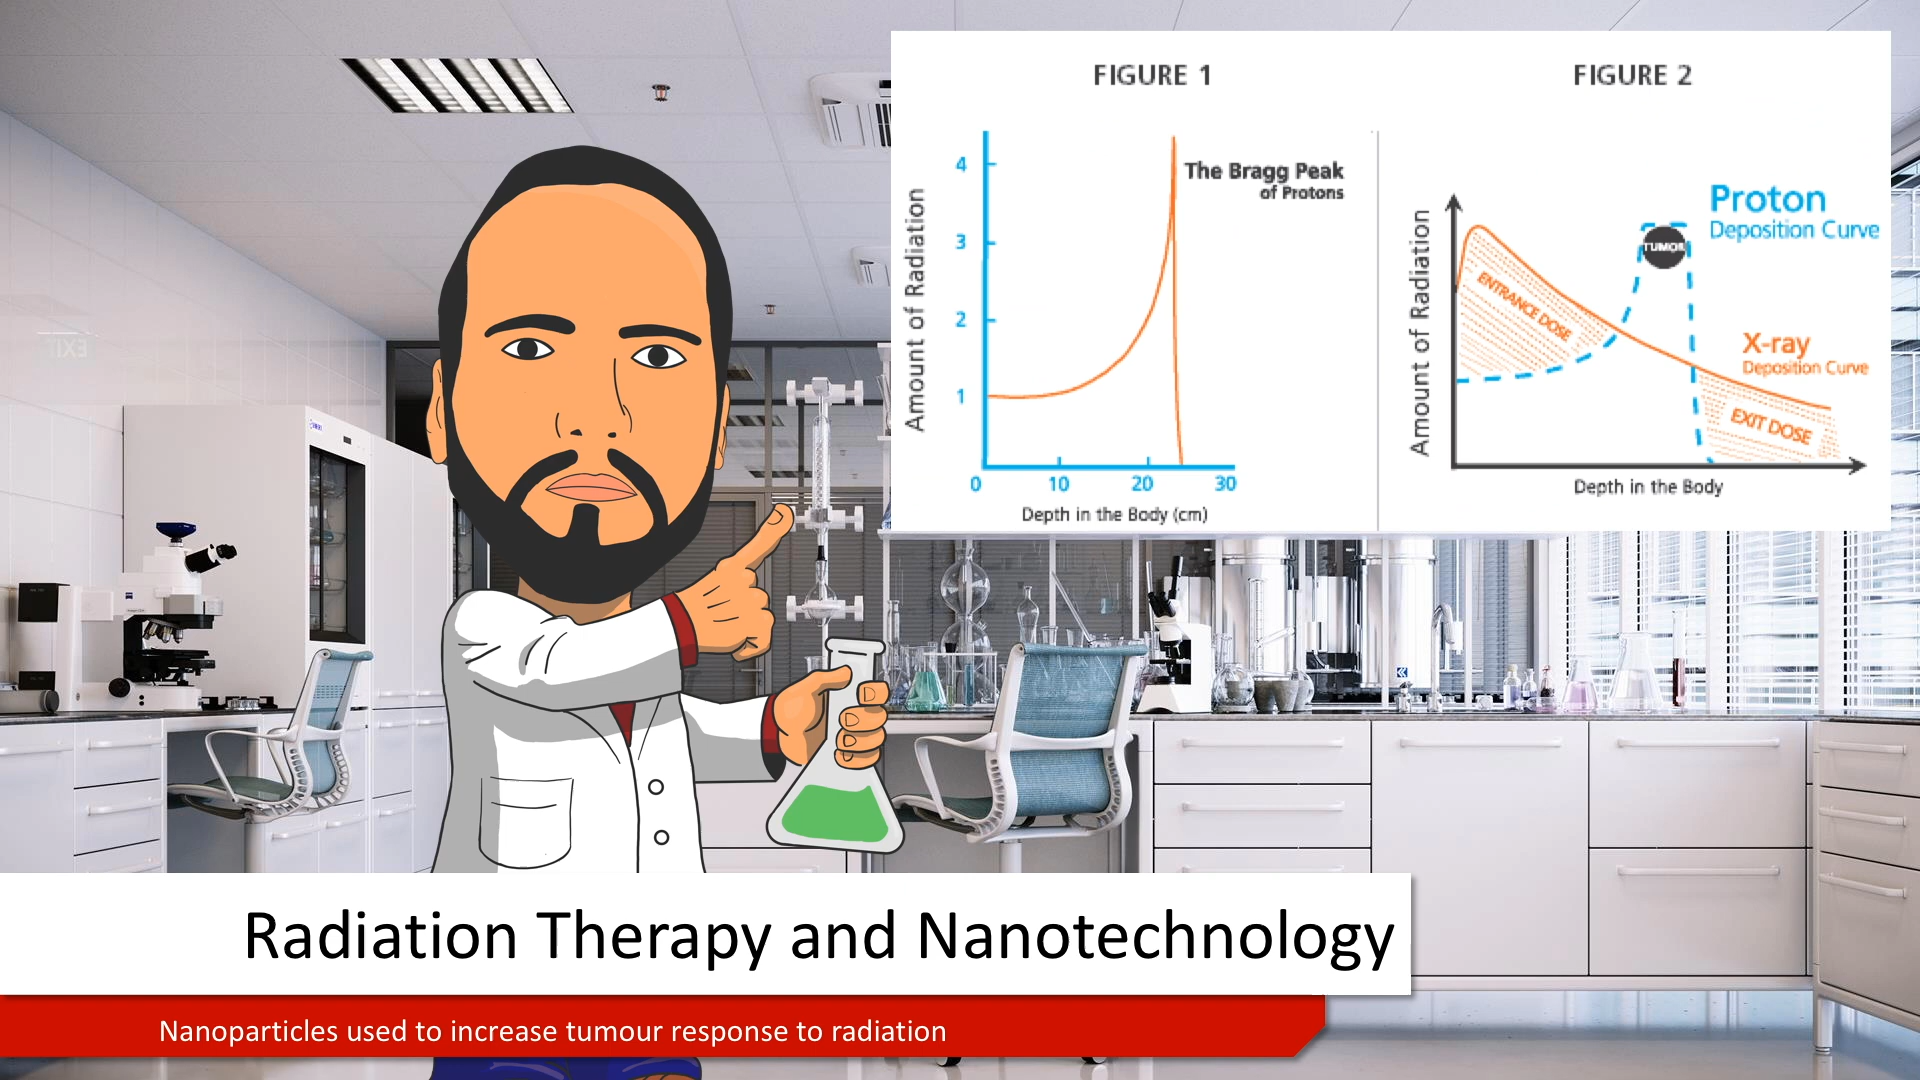 FIGURE 1
Amount of Radiation
4
3
2
1
0
10
20
30
Depth in the Body (cm)
The Bragg Peak
of Protons
FIGURE 2
Amount of Radiation
ENTRANCE DOSE
TUMOR
Proton
Deposition Curve
X-ray
Deposition Curve
EXIT DOSE
Depth in the Body
EXIT
Radiation Therapy and Nanotechnology
Nanoparticles used to increase tumour response to radiation